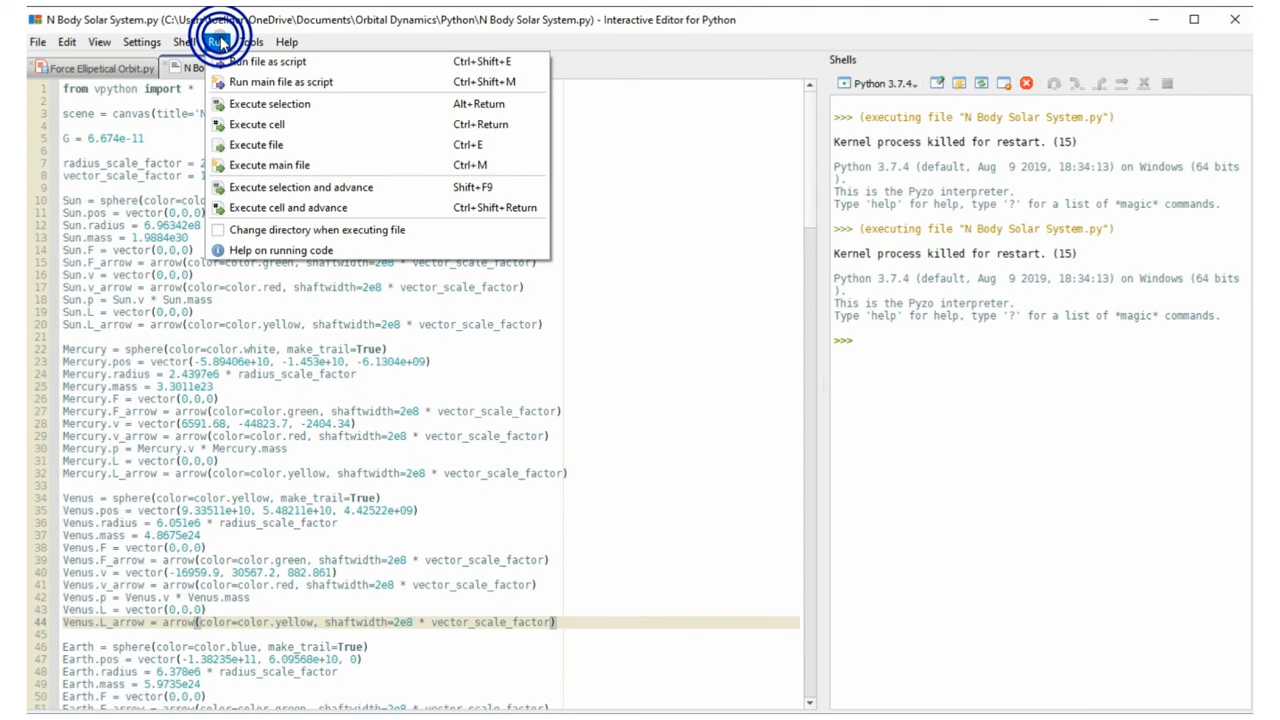 N Body Solar System.py (C:\Users\ OneDrive\Documents\Orbital Dynamics\Python\N Body Solar System.py) - Interactive Editor for Python
File Edit View Settings Shell Run Tools Help
Force Ellipetical Orbit.py
N Bo
Run file as script Ctrl+Shift+E
Run main file as script Ctrl+Shift+M
Execute selection Alt+Return
Execute cell Ctrl+Return
Execute file Ctrl+E
Execute main file Ctrl+M
Execute selection and advance Shift+F9
Execute cell and advance Ctrl+Shift+Return
Change directory when executing file
Help on running code
1 from vpython import *
2
3 scene = canvas(title='N
4
5 G = 6.674e-11
6
7 radius_scale_factor = 2
8 vector_scale_factor = 1
9
10 Sun = sphere(color=colo
11 Sun.pos = vector(0,0,0)
12 Sun.radius = 6.96342e8
13 Sun.mass = 1.9884e30
14 Sun.F = vector(0,0,0)
15 Sun.F_arrow = arrow(color=color.green, shaftwidth=2e8 * vector_scale_factor)
16 Sun.v = vector(0,0,0)
17 Sun.v_arrow = arrow(color=color.red, shaftwidth=2e8 * vector_scale_factor)
18 Sun.p = Sun.v * Sun.mass
19 Sun.L = vector(0,0,0)
20 Sun.L_arrow = arrow(color=color.yellow, shaftwidth=2e8 * vector_scale_factor)
21
22 Mercury = sphere(color=color.white, make_trail=True)
23 Mercury.pos = vector(-5.89406e+10, -1.453e+10, -6.1304e+09)
24 Mercury.radius = 2.4397e6 * radius_scale_factor
25 Mercury.mass = 3.3011e23
26 Mercury.F = vector(0,0,0)
27 Mercury.F_arrow = arrow(color=color.green, shaftwidth=2e8 * vector_scale_factor)
28 Mercury.v = vector(6591.68, -44823.7, -2404.34)
29 Mercury.v_arrow = arrow(color=color.red, shaftwidth=2e8 * vector_scale_factor)
30 Mercury.p = Mercury.v * Mercury.mass
31 Mercury.L = vector(0,0,0)
32 Mercury.L_arrow = arrow(color=color.yellow, shaftwidth=2e8 * vector_scale_factor)
33
34 Venus = sphere(color=color.yellow, make_trail=True)
35 Venus.pos = vector(9.33511e+10, 5.48211e+10, 4.42522e+09)
36 Venus.radius = 6.051e6 * radius_scale_factor
37 Venus.mass = 4.8675e24
38 Venus.F = vector(0,0,0)
39 Venus.F_arrow = arrow(color=color.green, shaftwidth=2e8 * vector_scale_factor)
40 Venus.v = vector(-16959.9, 30567.2, 882.861)
41 Venus.v_arrow = arrow(color=color.red, shaftwidth=2e8 * vector_scale_factor)
42 Venus.p = Venus.v * Venus.mass
43 Venus.L = vector(0,0,0)
44 Venus.L_arrow = arrow(color=color.yellow, shaftwidth=2e8 * vector_scale_factor)
45
46 Earth = sphere(color=color.blue, make_trail=True)
47 Earth.pos = vector(-1.38235e+11, 6.09568e+10, 0)
48 Earth.radius = 6.378e6 * radius_scale_factor
49 Earth.mass = 5.9735e24
50 Earth.F = vector(0,0,0)
51 Earth.F_arrow = arrow(color=color.green, shaftwidth=2e8 * vector_scale_factor)
Shells
Python 3.7.4
>>> (executing file "N Body Solar System.py")
Kernel process killed for restart. (15)
Python 3.7.4 (default, Aug 9 2019, 18:34:13) on Windows (64 bits
).
This is the Pyzo interpreter.
Type 'help' for help, type '?' for a list of *magic* commands.
>>> (executing file "N Body Solar System.py")
Kernel process killed for restart. (15)
Python 3.7.4 (default, Aug 9 2019, 18:34:13) on Windows (64 bits
).
This is the Pyzo interpreter.
Type 'help' for help, type '?' for a list of *magic* commands.
>>>